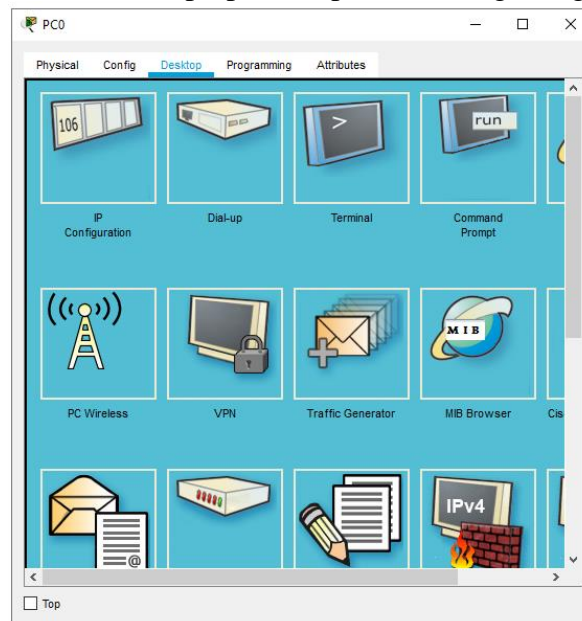 PC0
Physical Config Desktop Programming Attributes
106
>
run
IP
Configuration
Dial-up
Terminal
Command
Prompt
MIB
PC Wireless
VPN
Traffic Generator
MIB Browser
Cis
@
IPv4
Top